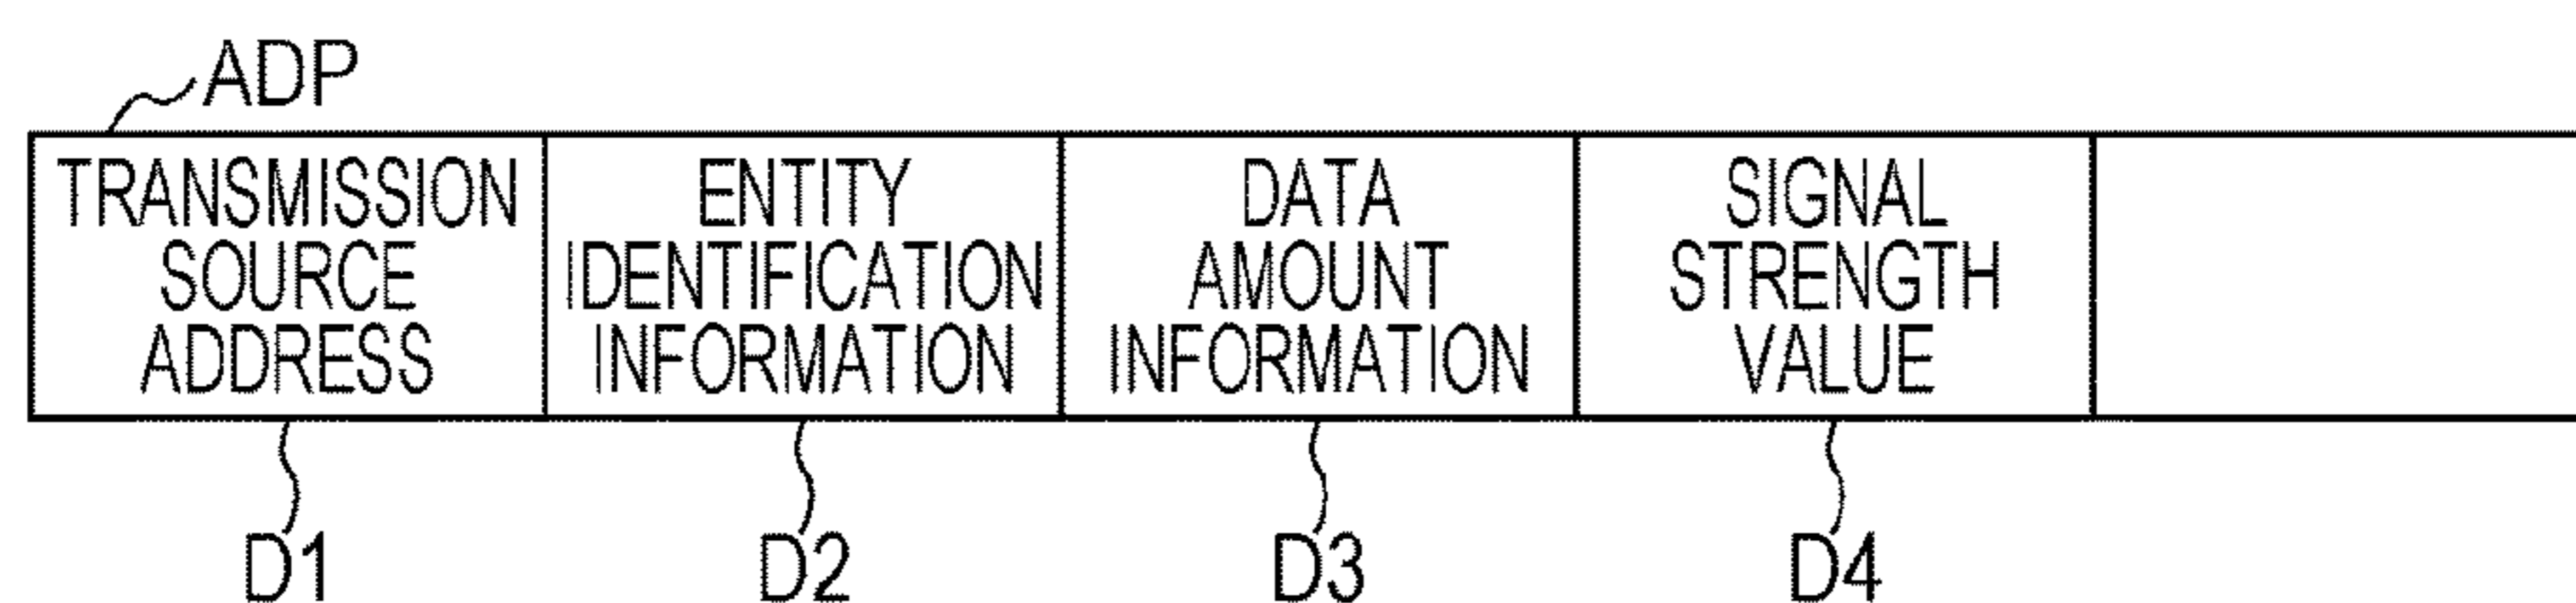 ADP
TRANSMISSION
SOURCE
ADDRESS
ENTITY
IDENTIFICATION
INFORMATION
DATA
AMOUNT
INFORMATION
SIGNAL
STRENGTH
VALUE
D1
D2
D3
D4